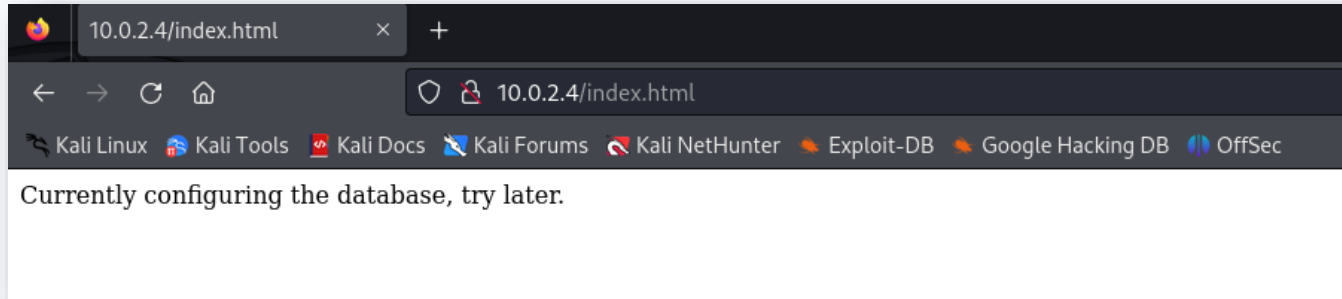 10.0.2.4/index.html
10.0.2.4/index.html
Kali Linux Kali Tools Kali Docs Kali Forums Kali NetHunter Exploit-DB Google Hacking DB OffSec
Currently configuring the database, try later.